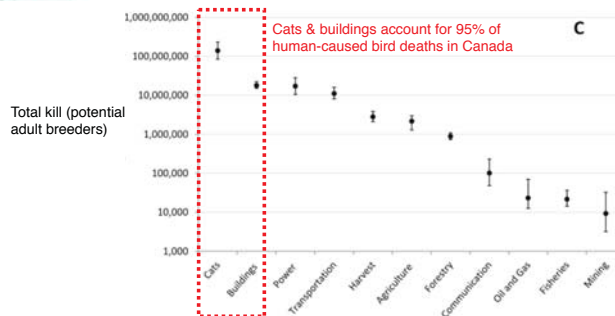 1,000,000,000
Cats & buildings account for 95% of
human-caused bird deaths in Canada
C
100,000,000
10,000,000
Total kill (potential
adult breeders)
1,000,000
100,000
10,000
1,000
Cats
Buildings
Power
Transportation
Harvest
Agriculture
Forestry
Communication
Oil and Gas
Fisheries
Mining